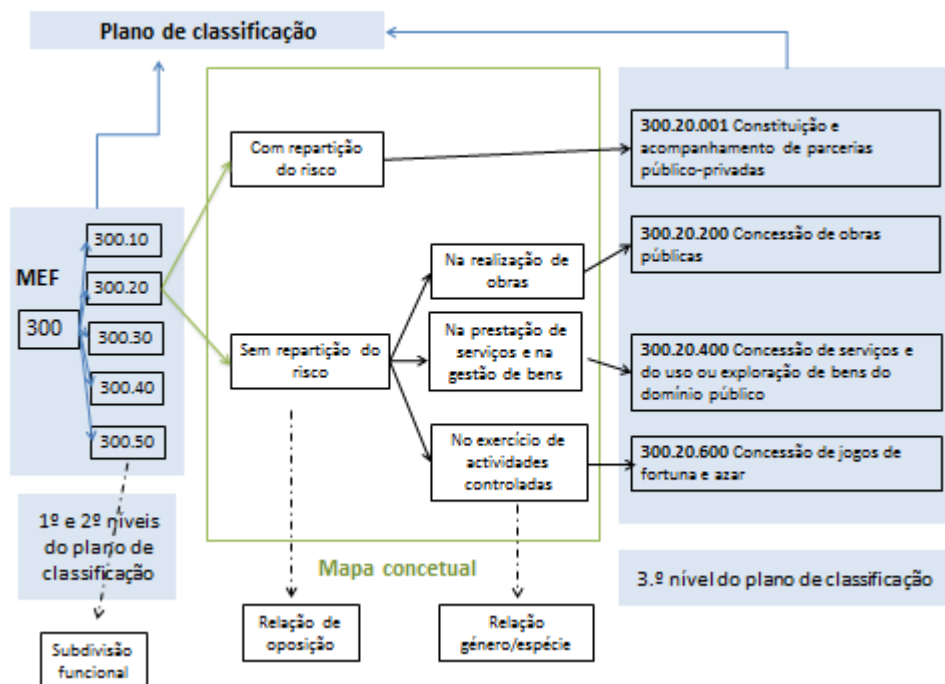 Plano de classificação
MEF
300
300.10
300.20
300.30
300.40
300.50
1º e 2º níveis
do plano de
classificação
Subdivisão
funcional
Com repartição
do risco
Sem repartição do
risco
Na realização de
obras
Na prestação de
serviços e na
gestão de bens
No exercício de
actividades
controladas
Mapa concetual
Relação de
oposição
Relação
género/espécie
300.20.001 Constituição e
acompanhamento de parcerias
público-privadas
300.20.200 Concessão de obras
públicas
300.20.400 Concessão de serviços e
do uso ou exploração de bens do
domínio público
300.20.600 Concessão de jogos de
fortuna e azar
3.º nível do plano de classificação